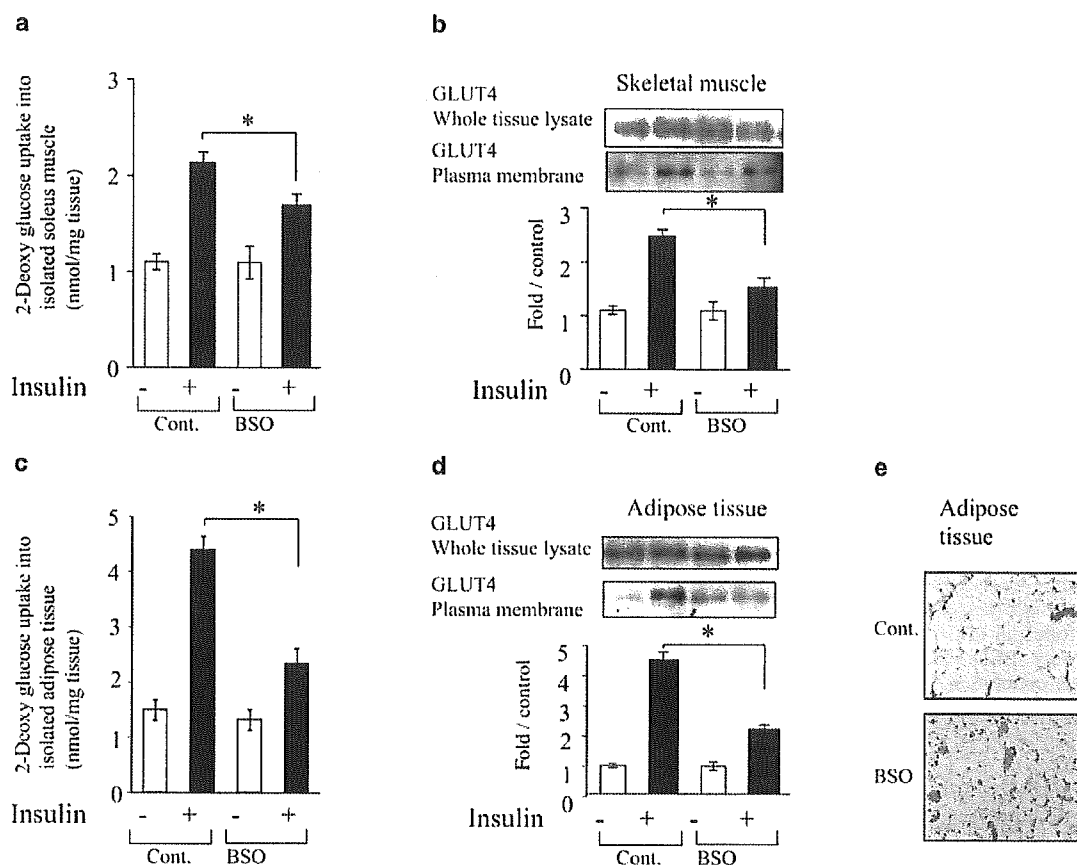 a
2-Deoxy glucose uptake into
isolated soleus muscle
(nmol/mg tissue)
3
2
1
0
*
Insulin - + - +
Cont. BSO
b
Skeletal muscle
GLUT4
Whole tissue lysate
GLUT4
Plasma membrane
Fold / control
3
2
1
0
*
Insulin - + - +
Cont. BSO
c
2-Deoxy glucose uptake into
isolated adipose tissue
(nmol/mg tissue)
5
4
3
2
1
0
*
Insulin - + - +
Cont. BSO
d
Adipose tissue
GLUT4
Whole tissue lysate
GLUT4
Plasma membrane
Fold / control
5
4
3
2
1
0
*
Insulin - + - +
Cont. BSO
e
Adipose
tissue
Cont.
BSO